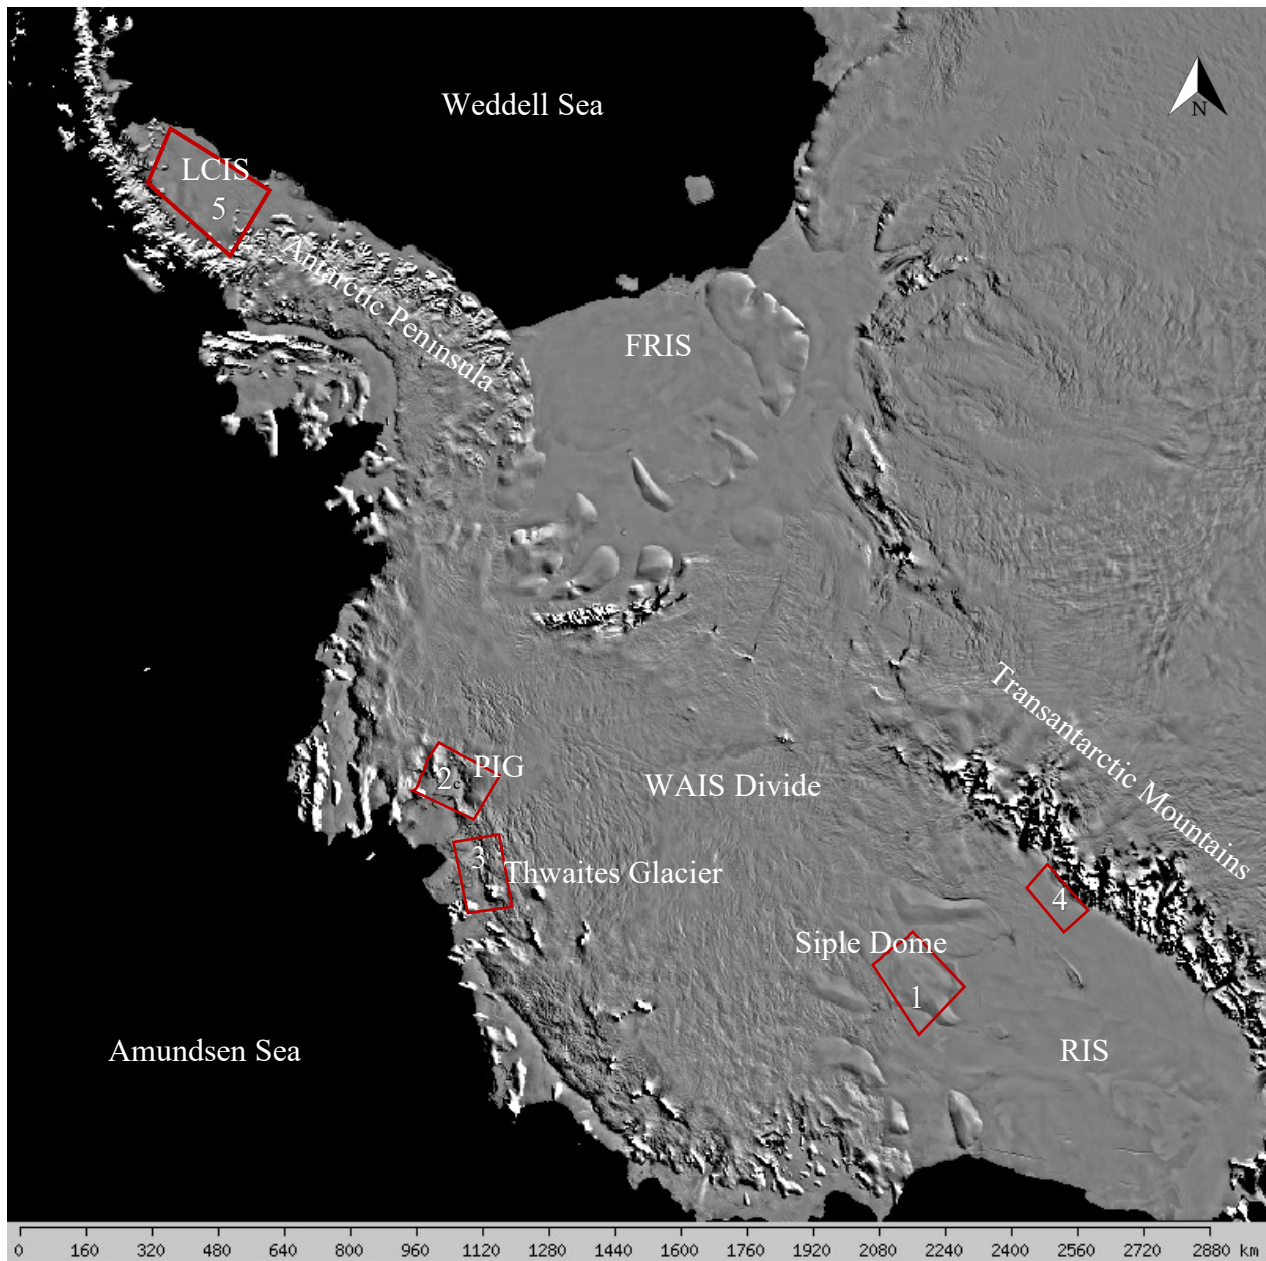 Weddell Sea
N
LCIS
5
Antarctic Peninsula
FRIS
Transantarctic Mountains
PIG
2c
WAIS Divide
3
Thwaites Glacier
4
Siple Dome
1
Amundsen Sea
RIS
0 160 320 480 640 800 960 1120 1280 1440 1600 1760 1920 2080 2240 2400 2560 2720 2880 km